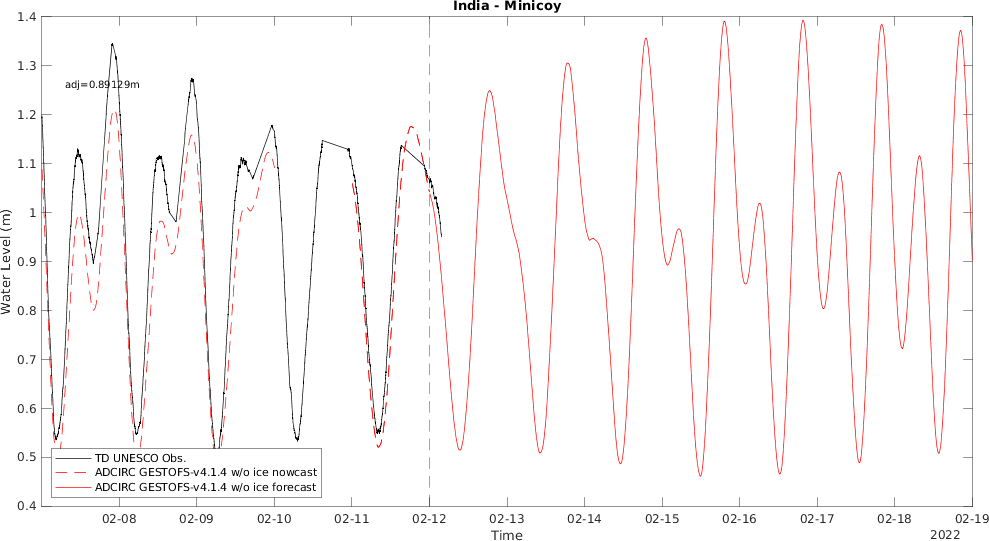 India - Minicoy
1.4
1.3
1.2
1.1
1
0.9
0.8
0.7
0.6
0.5
0.4
Water Level (m)
adj=0.89129m
TD UNESCO Obs.
ADCIRC GESTOFS-v4.1.4 w/o ice nowcast
ADCIRC GESTOFS-v4.1.4 w/o ice forecast
02-08 02-09 02-10 02-11 02-12 02-13 02-14 02-15 02-16 02-17 02-18 02-19
Time
2022